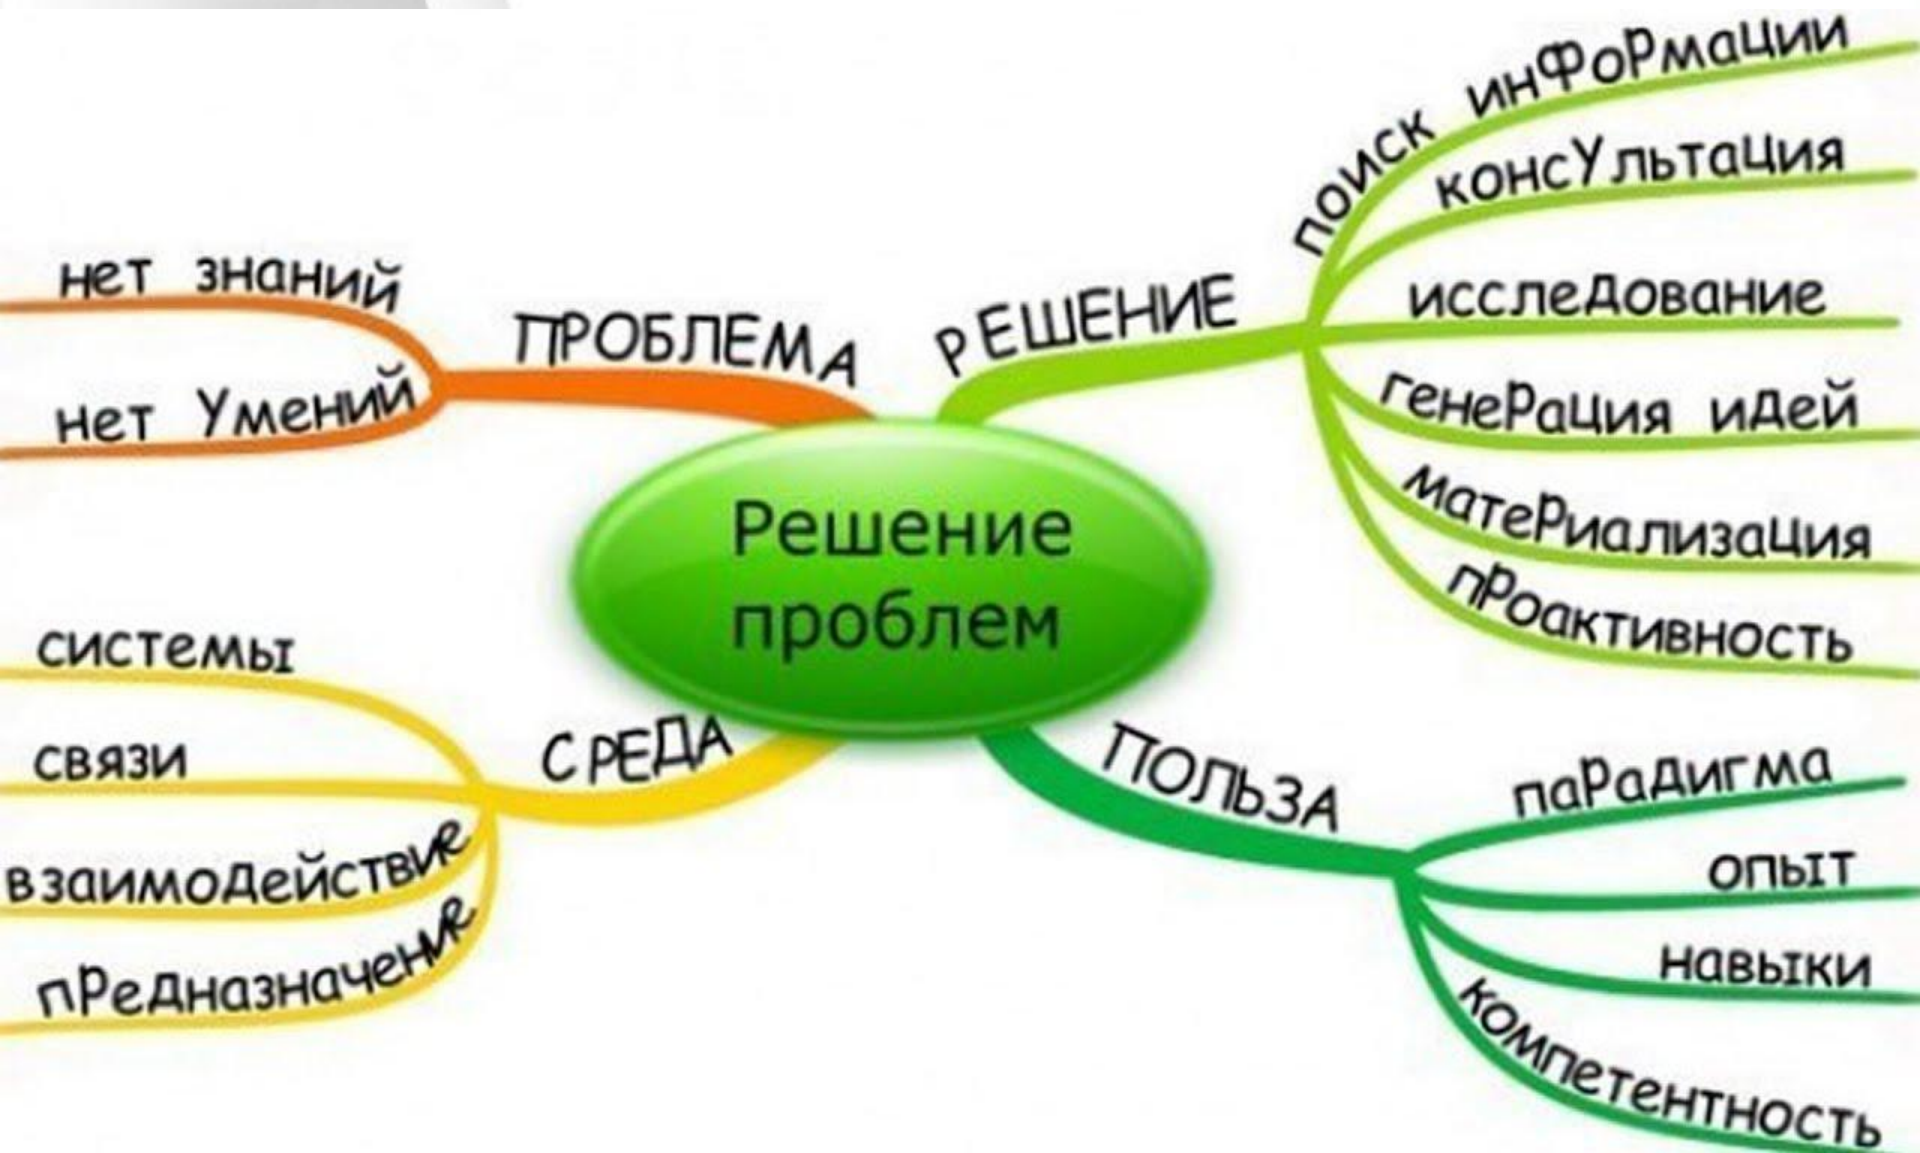 Решение
проблем
ПРОБЛЕМА
нет знаний
нет умений
РЕШЕНИЕ
поиск информации
консультация
исследование
генерация идей
материализация
проактивность
СРЕДА
системы
связи
взаимодействие
предназначение
ПОЛЬЗА
парадигма
опыт
навыки
компетентность